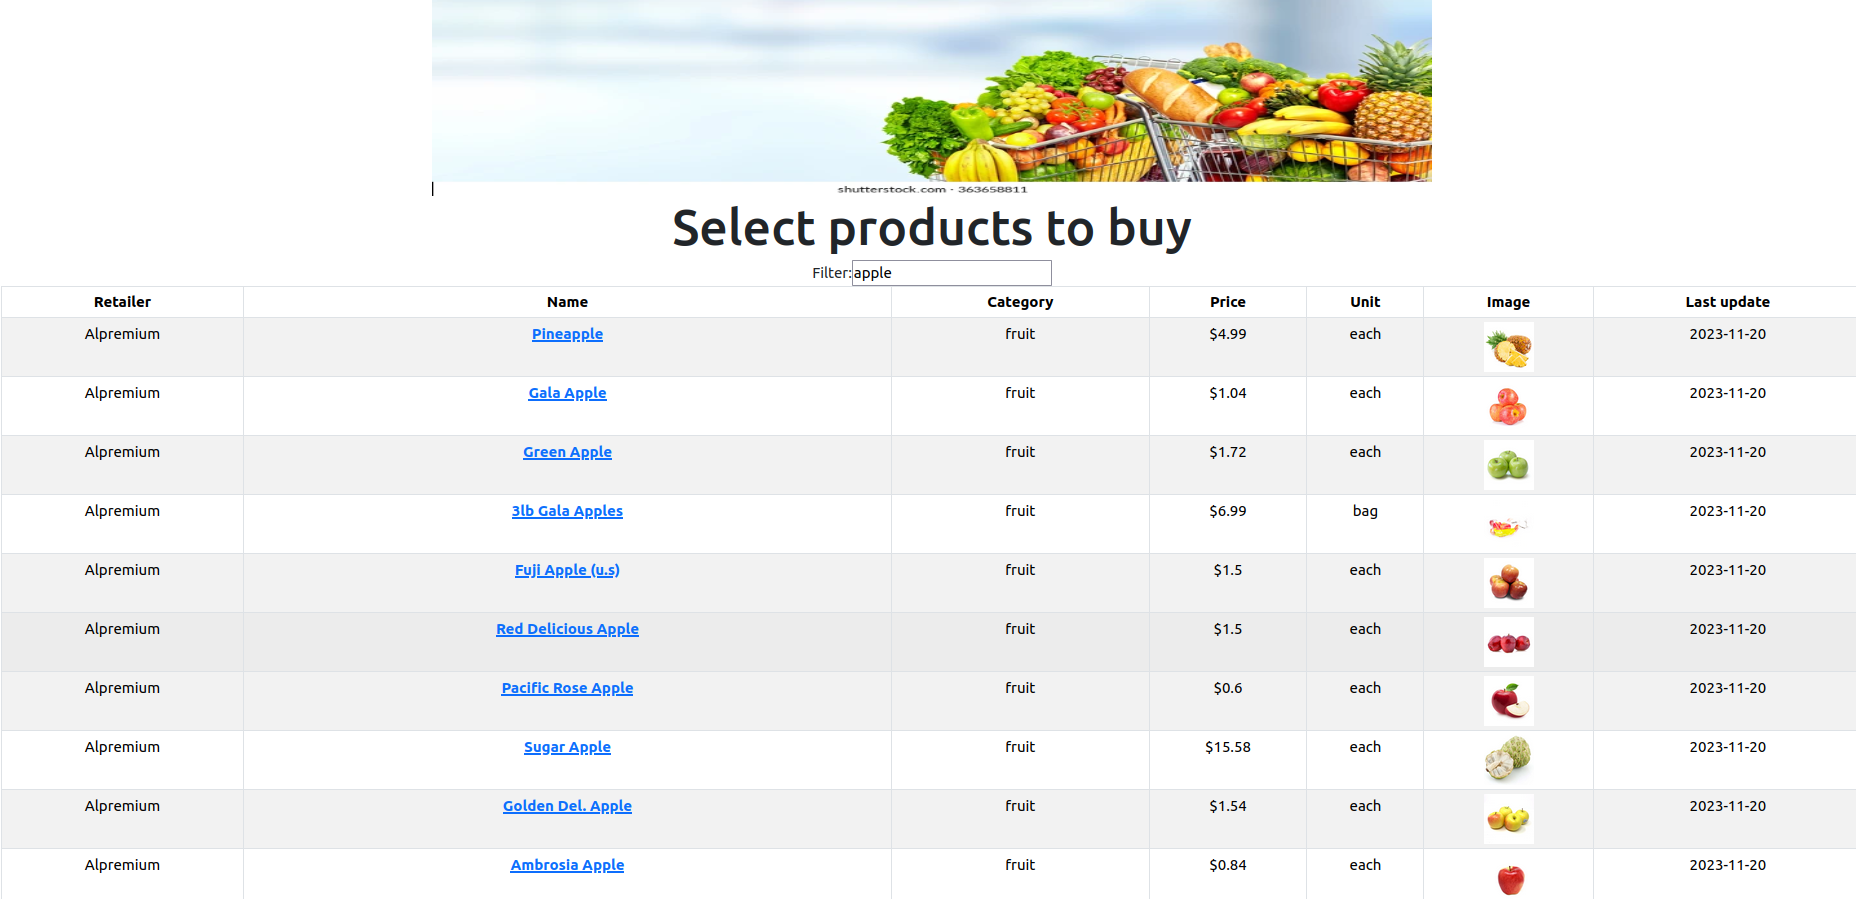 shutterstock.com · 363658811
Select products to buy
Filter: apple
Retailer Name Category Price Unit Image Last update
Alpremium Pineapple fruit $4.99 each 2023-11-20
Alpremium Gala Apple fruit $1.04 each 2023-11-20
Alpremium Green Apple fruit $1.72 each 2023-11-20
Alpremium 3lb Gala Apples fruit $6.99 bag 2023-11-20
Alpremium Fuji Apple (u.s) fruit $1.5 each 2023-11-20
Alpremium Red Delicious Apple fruit $1.5 each 2023-11-20
Alpremium Pacific Rose Apple fruit $0.6 each 2023-11-20
Alpremium Sugar Apple fruit $15.58 each 2023-11-20
Alpremium Golden Del. Apple fruit $1.54 each 2023-11-20
Alpremium Ambrosia Apple fruit $0.84 each 2023-11-20